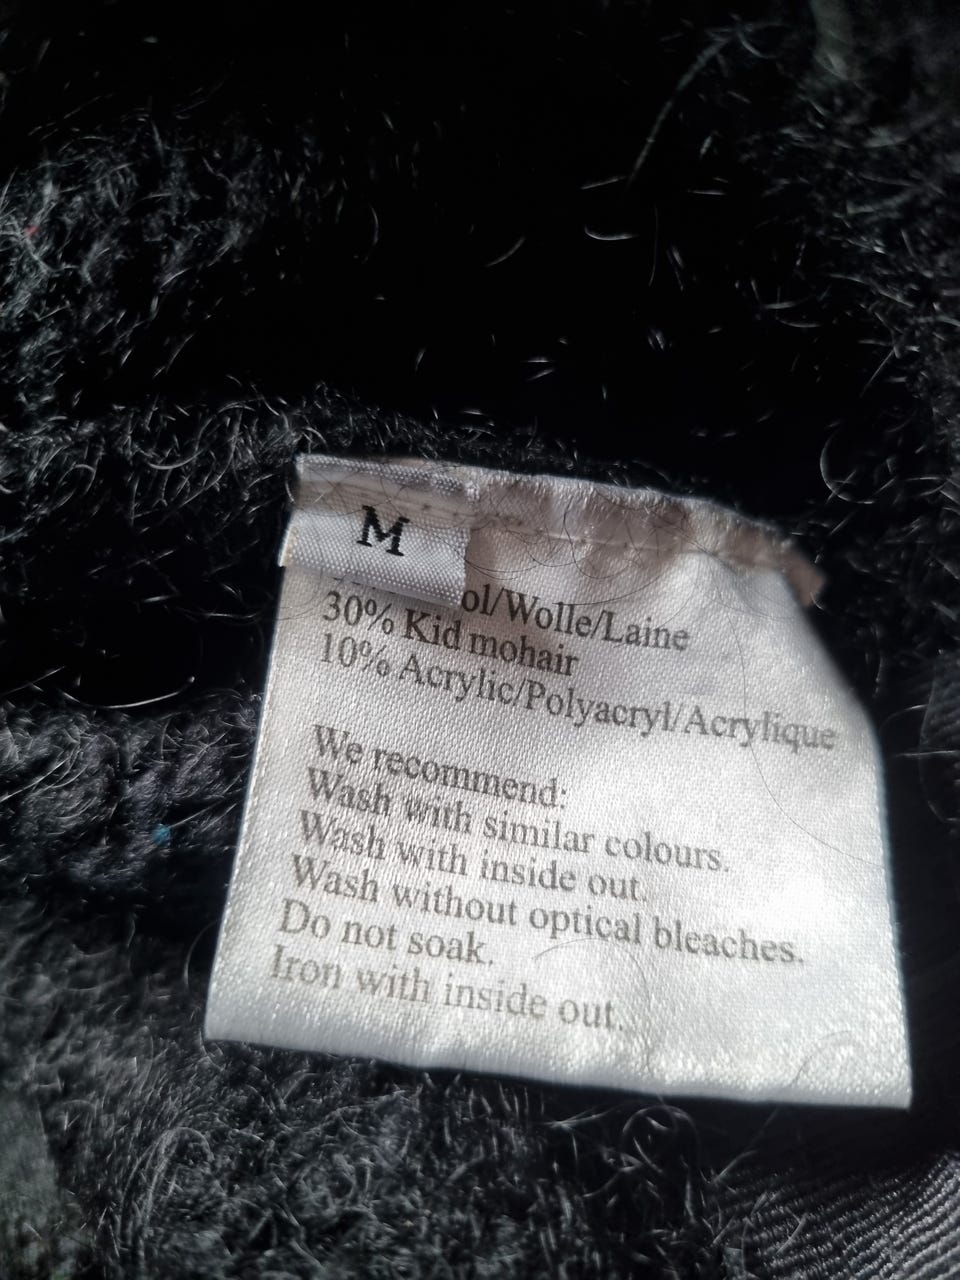 M
ol/Wolle/Laine
30% Kid mohair
10% Acrylic/Polyacryl/Acrylique
We recommend:
Wash with similar colours.
Wash with inside out.
Wash without optical bleaches.
Do not soak.
Iron with inside out.